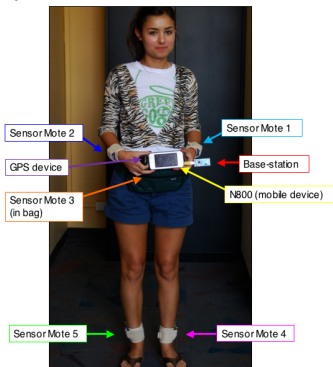 GREEK
Sensor Mote 2
Sensor Mote 1
GPS device
Base-station
Sensor Mote 3
(in bag)
N800 (mobile device)
Sensor Mote 5
Sensor Mote 4